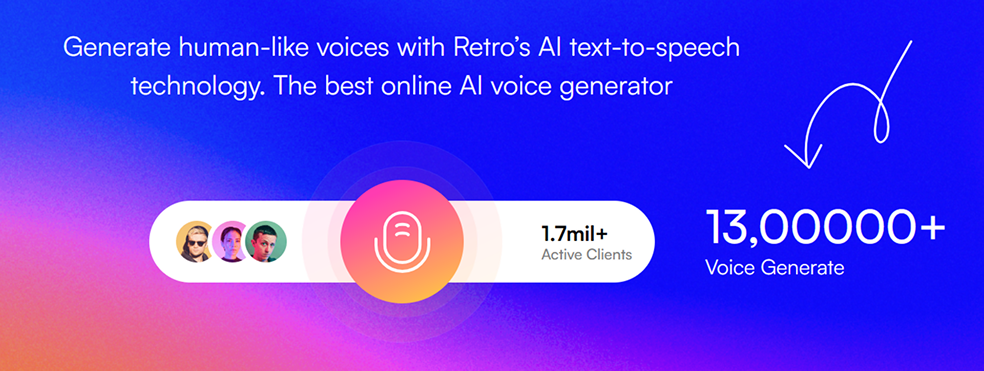 Generate human-like voices with Retro's AI text-to-speech
technology. The best online AI voice generator
1.7mil+
Active Clients
13,00000+
Voice Generate